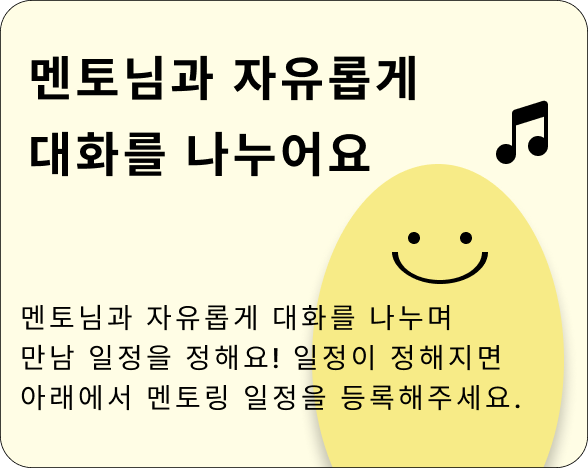 멘토님과 자유롭게
대화를 나누어요
멘토님과 자유롭게 대화를 나누며
만남 일정을 정해요! 일정이 정해지면
아래에서 멘토링 일정을 등록해주세요.